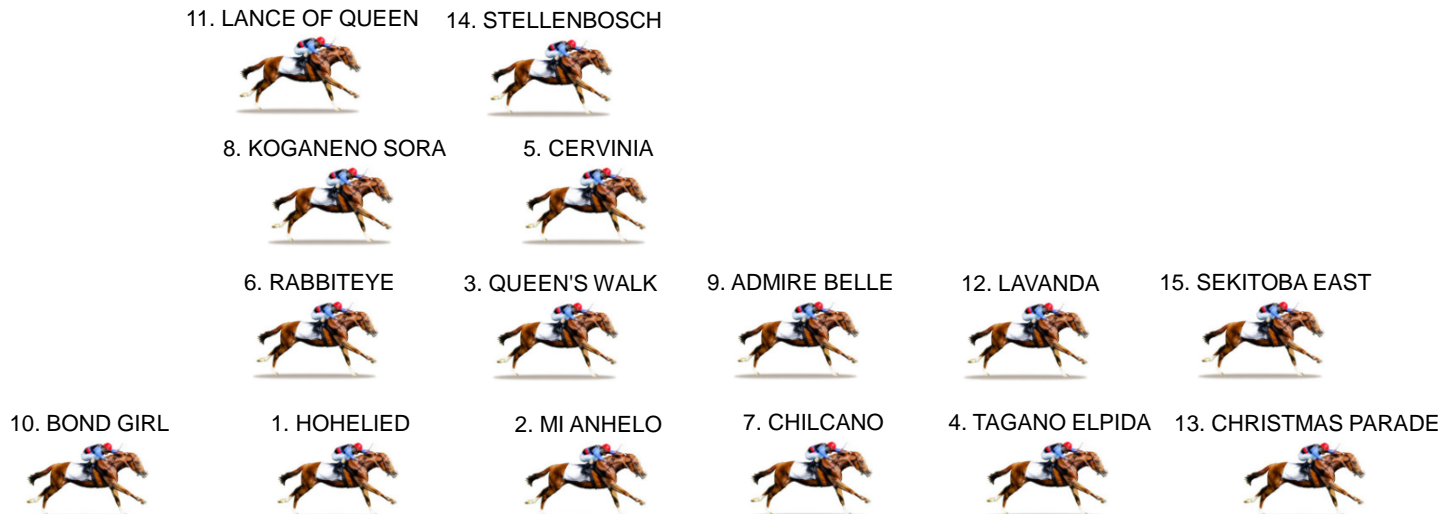 11. LANCE OF QUEEN
14. STELLENBOSCH
8. KOGANENO SORA
5. CERVINIA
6. RABBITEYE
3. QUEEN'S WALK
9. ADMIRE BELLE
12. LAVANDA
15. SEKITOBA EAST
10. BOND GIRL
1. HOHELIED
2. MI ANHELO
7. CHILCANO
4. TAGANO ELPIDA
13. CHRISTMAS PARADE